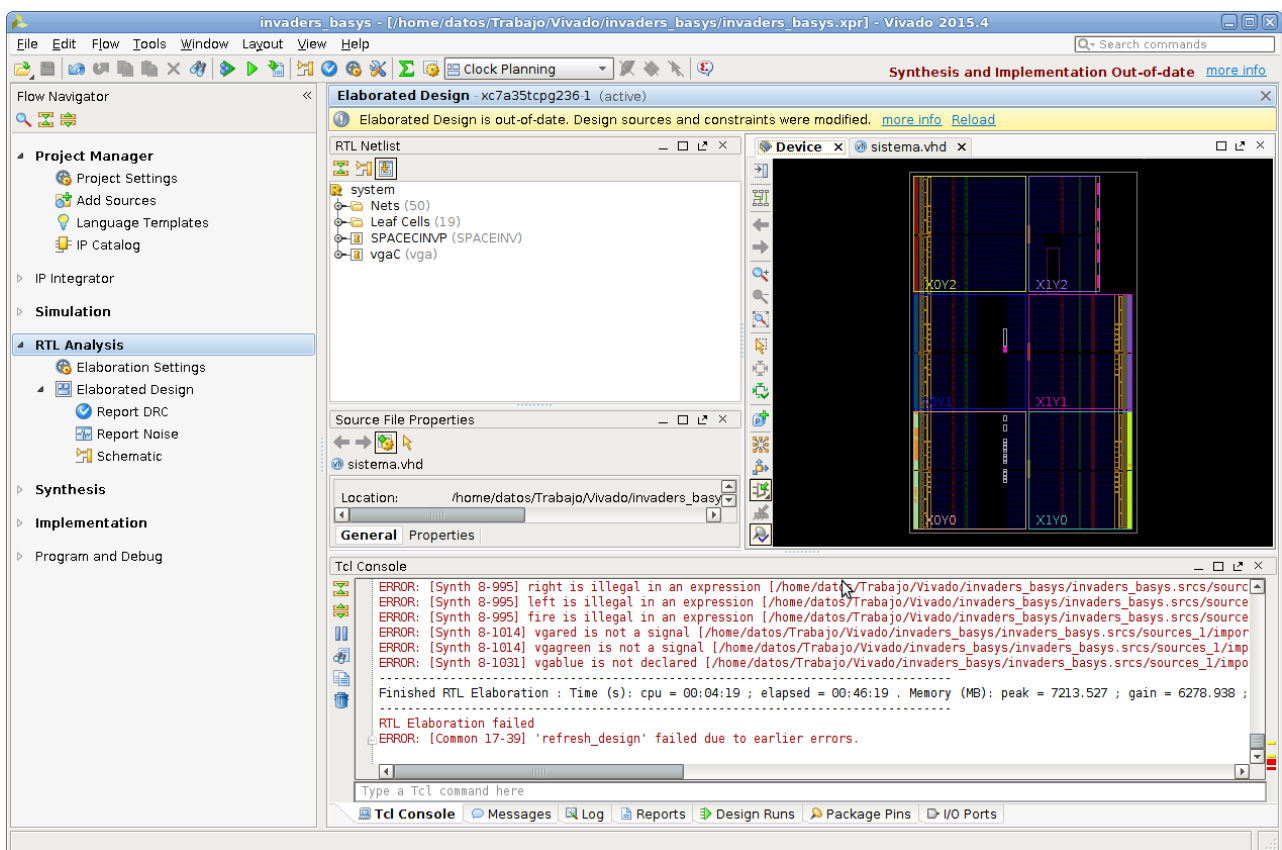 invaders_basys - [/home/datos/Trabajo/Vivado/invaders_basys/invaders_basys.xpr] - Vivado 2015.4
File Edit Flow Tools Window Layout View Help
Search commands
Clock Planning
Synthesis and Implementation Out-of-date more info
Flow Navigator
Project Manager
Project Settings
Add Sources
Language Templates
IP Catalog
IP Integrator
Simulation
RTL Analysis
Elaboration Settings
Elaborated Design
Report DRC
Report Noise
Schematic
Synthesis
Implementation
Program and Debug
Elaborated Design - xc7a35tcpg236-1 (active)
Elaborated Design is out-of-date. Design sources and constraints were modified. more info Reload
RTL Netlist
system
Nets (50)
Leaf Cells (19)
SPACECINVP (SPACEINV)
vgaC (vga)
Source File Properties
sistema.vhd
Location: /home/datos/Trabajo/Vivado/invaders_basy
General Properties
Device sistema.vhd
X0Y2 X1Y2
X0Y1 X1Y1
X0Y0 X1Y0
Tcl Console
ERROR: [Synth 8-995] right is illegal in an expression [/home/datos/Trabajo/Vivado/invaders_basys/invaders_basys.srcs/sourc
ERROR: [Synth 8-995] left is illegal in an expression [/home/datos/Trabajo/Vivado/invaders_basys/invaders_basys.srcs/source
ERROR: [Synth 8-995] fire is illegal in an expression [/home/datos/Trabajo/Vivado/invaders_basys/invaders_basys.srcs/source
ERROR: [Synth 8-1014] vgared is not a signal [/home/datos/Trabajo/Vivado/invaders_basys/invaders_basys.srcs/sources_1/impor
ERROR: [Synth 8-1014] vgagreen is not a signal [/home/datos/Trabajo/Vivado/invaders_basys/invaders_basys.srcs/sources_1/imp
ERROR: [Synth 8-1031] vgablue is not declared [/home/datos/Trabajo/Vivado/invaders_basys/invaders_basys.srcs/sources_1/impo
---------------------------------------------------------------------------------
Finished RTL Elaboration : Time (s): cpu = 00:04:19 ; elapsed = 00:46:19 . Memory (MB): peak = 7213.527 ; gain = 6278.938 ;
---------------------------------------------------------------------------------
RTL Elaboration failed
ERROR: [Common 17-39] 'refresh_design' failed due to earlier errors.
Type a Tcl command here
Tcl Console Messages Log Reports Design Runs Package Pins I/O Ports